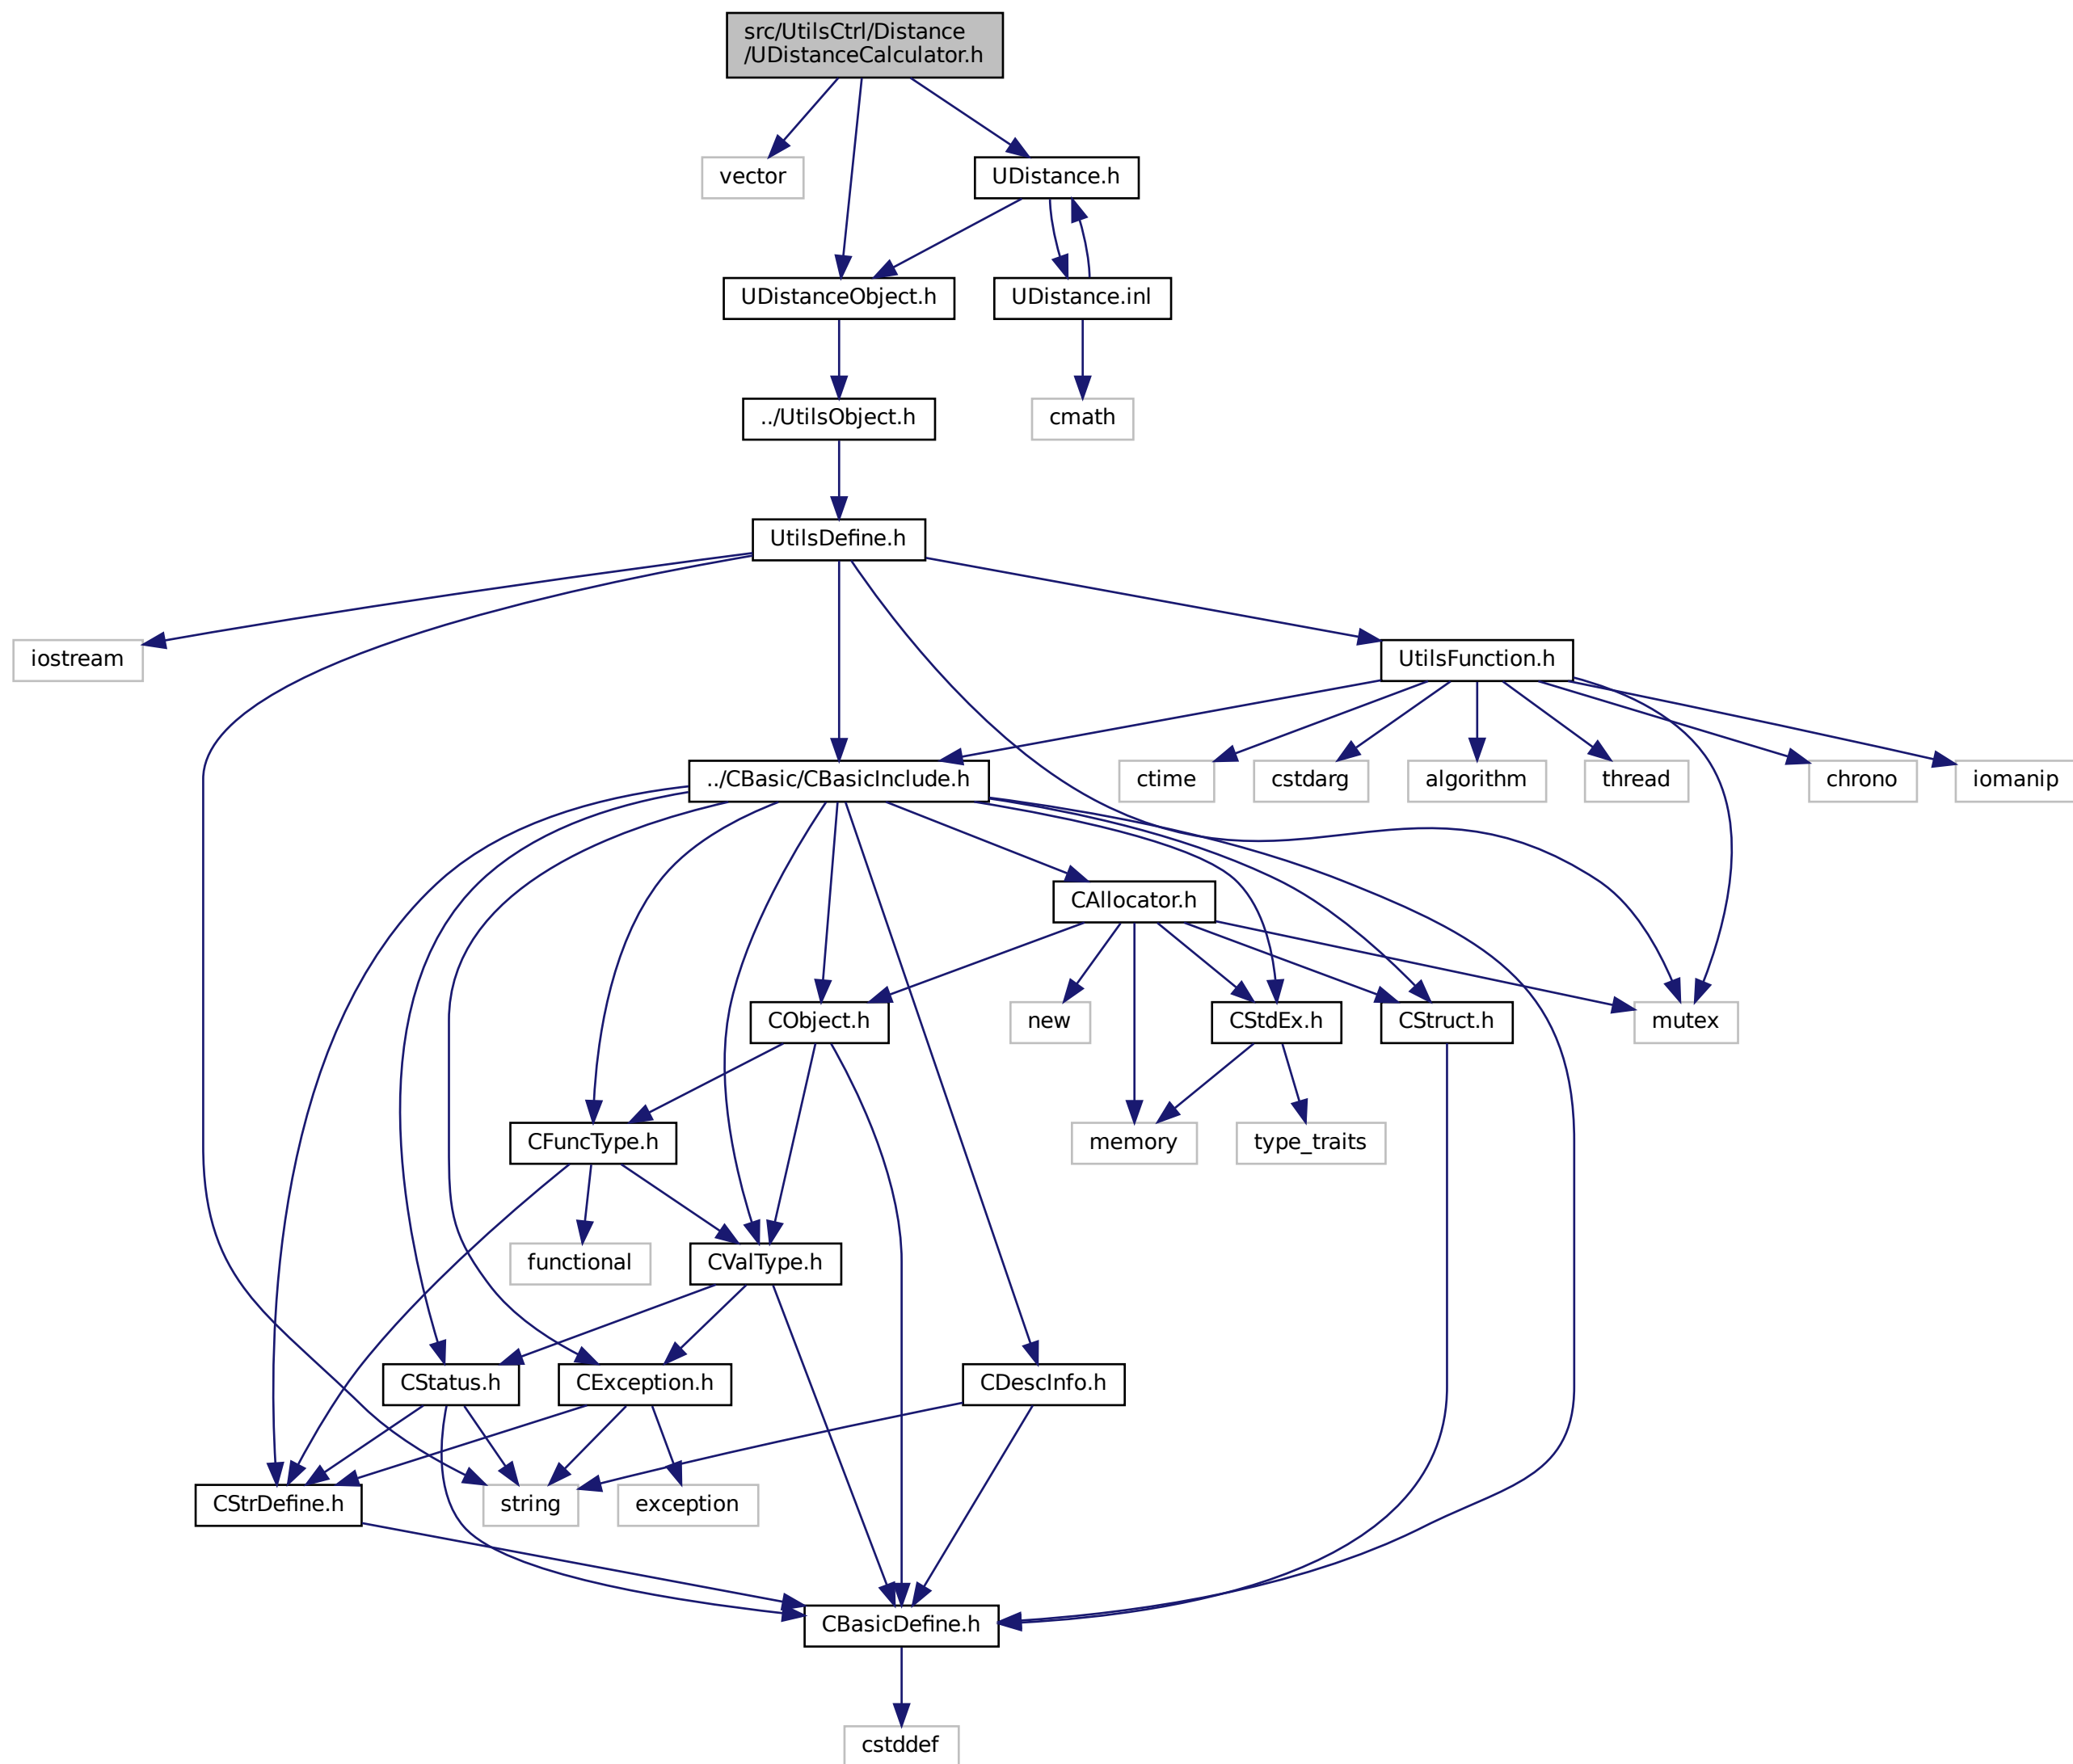 src/UtilsCtrl/Distance
/UDistanceCalculator.h
vector
UDistance.h
UDistanceObject.h
UDistance.inl
../UtilsObject.h
cmath
UtilsDefine.h
iostream
UtilsFunction.h
../CBasic/CBasicInclude.h
ctime
cstdarg
algorithm
thread
chrono
iomanip
CAllocator.h
CObject.h
new
CStdEx.h
CStruct.h
mutex
CFuncType.h
memory
type_traits
functional
CValType.h
CStatus.h
CException.h
CDescInfo.h
CStrDefine.h
string
exception
CBasicDefine.h
cstddef